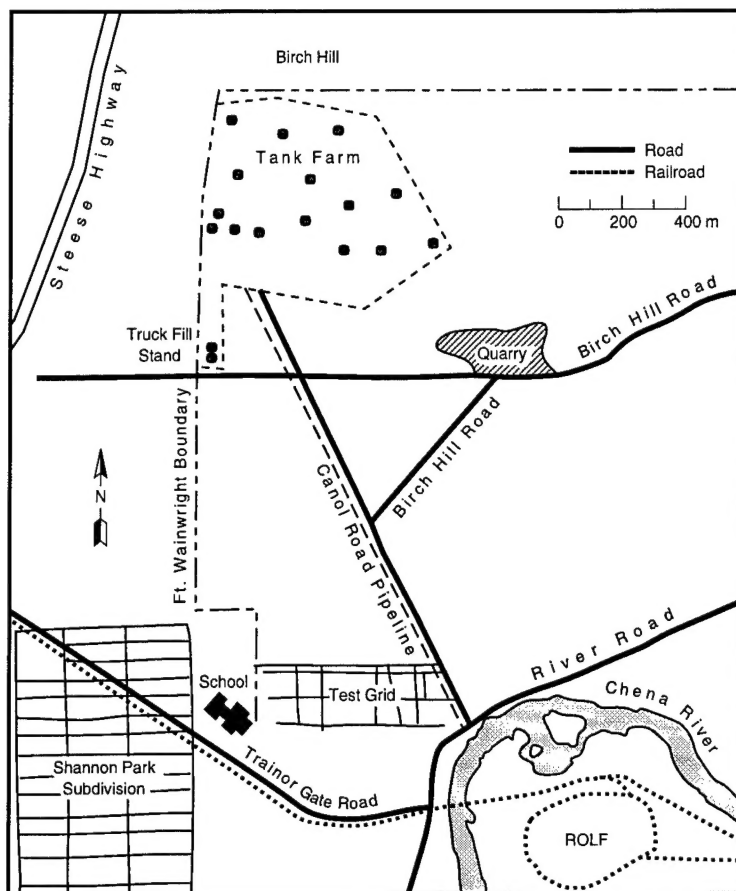 Birch Hill
Steese Highway
Tank Farm
Road
Railroad
0 200 400 m
Truck Fill
Stand
Quarry
Birch Hill Road
Birch Hill Road
N
Ft. Wainwright Boundary
Canol Road Pipeline
River Road
School
Test Grid
Chena
River
Shannon Park
Subdivision
Trainor Gate Road
ROLF